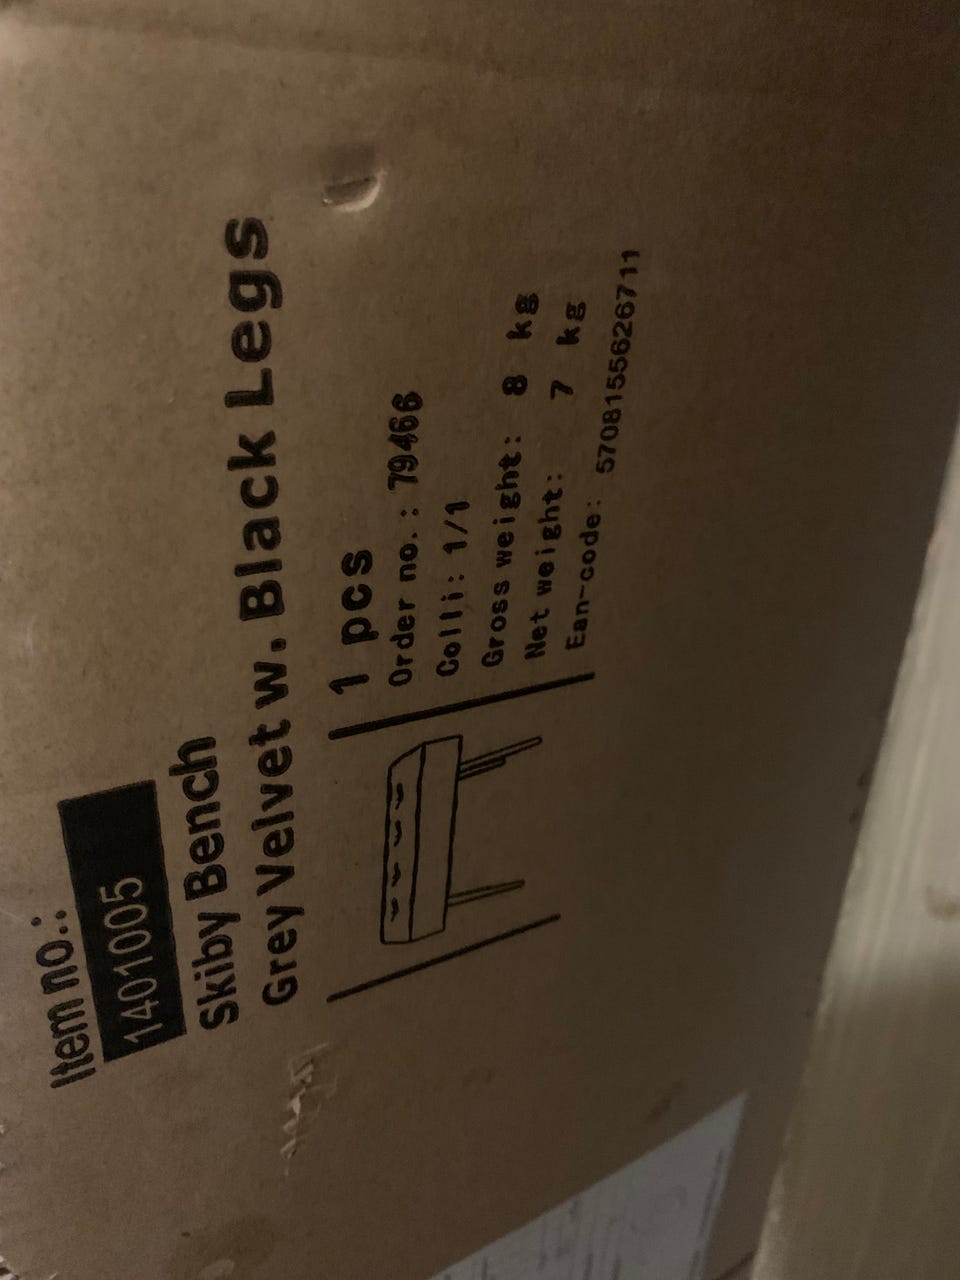 Item no.:
1401005
Skiby Bench
Grey Velvet w. Black Legs
1 pcs
Order no.: 79466
Colli: 1/1
Gross weight: 8 kg
Net weight: 7 kg
Ean-code: 5708155626711